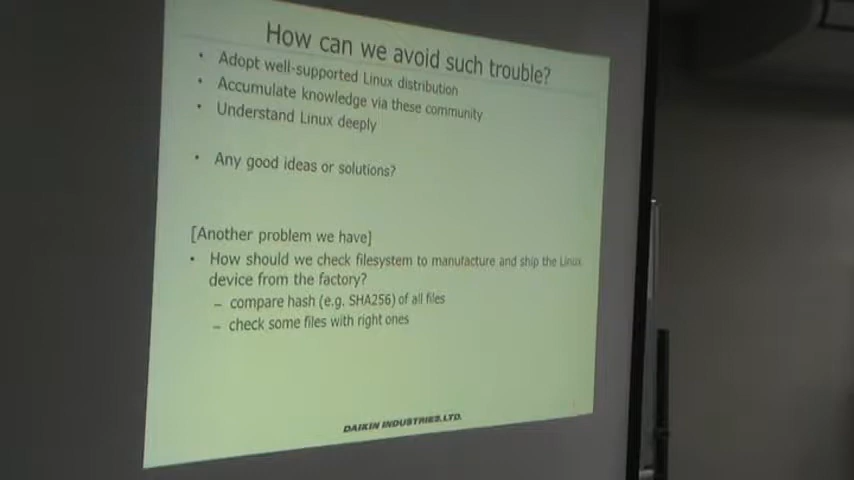 How can we avoid such trouble?
• Adopt well-supported Linux distribution
• Accumulate knowledge via these community
• Understand Linux deeply
• Any good ideas or solutions?
[Another problem we have]
• How should we check filesystem to manufacture and ship the Linux
device from the factory?
– compare hash (e.g. SHA256) of all files
– check some files with right ones
DAIKIN INDUSTRIES,LTD.